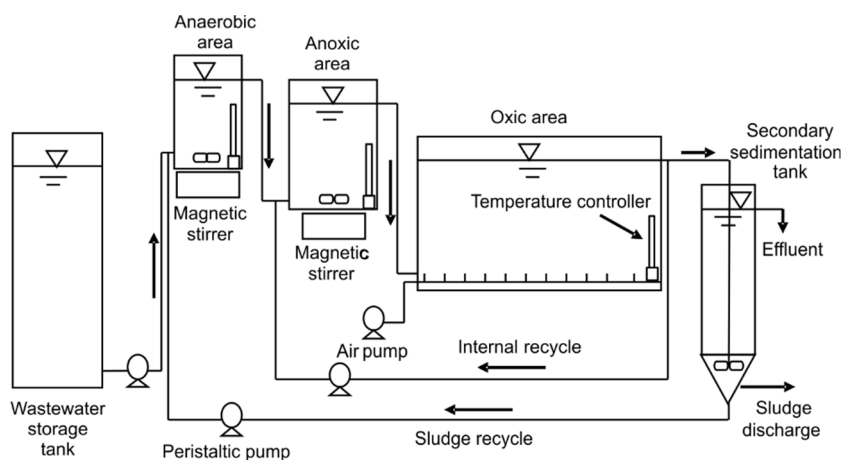 Anaerobic
area
Anoxic
area
Oxic area
Secondary
sedimentation
tank
Temperature controller
Magnetic
stirrer
Magnetic
stirrer
Effluent
Air pump
Internal recycle
Wastewater
storage
tank
Peristaltic pump
Sludge recycle
Sludge
discharge